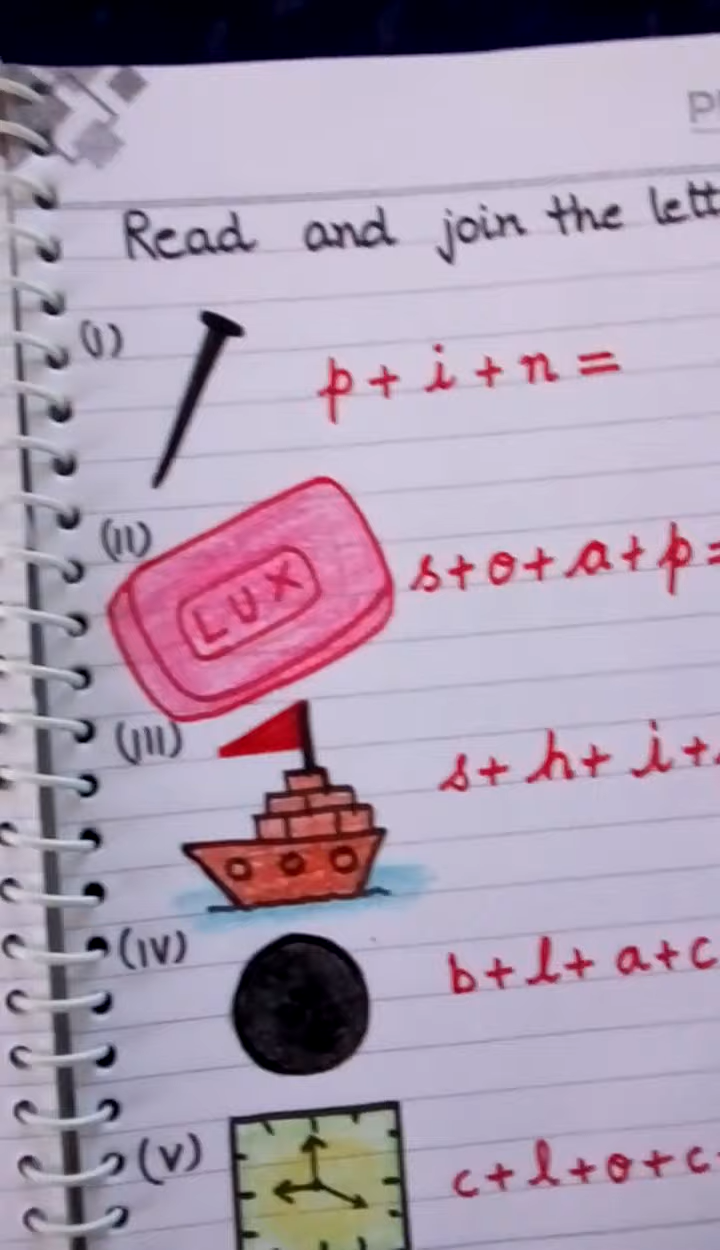 Read and join the lett
(I) p + i + n =
(II) LUX s + o + a + p =
(III) s + h + i +
(IV) b + l + a + c
(V) c + l + o + c